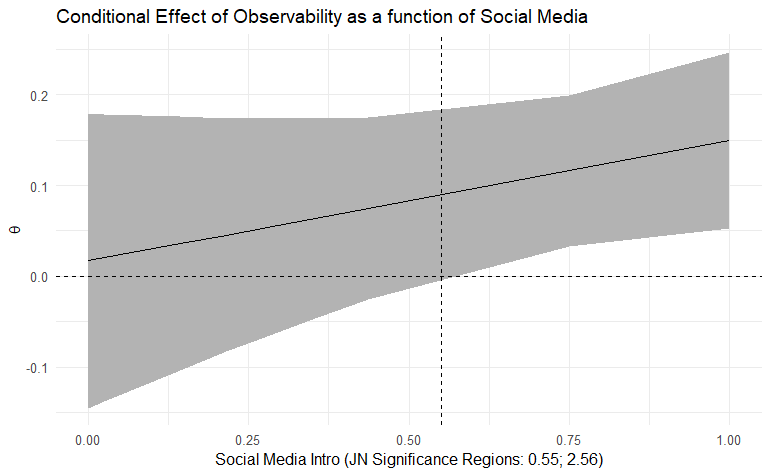 Conditional Effect of Observability as a function of Social Media
θ
0.2
0.1
0.0
-0.1
0.00 0.25 0.50 0.75 1.00
Social Media Intro (JN Significance Regions: 0.55; 2.56)